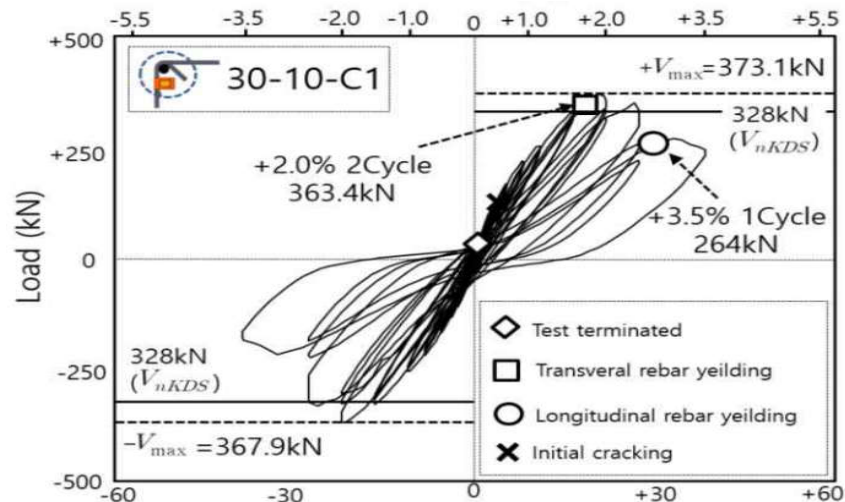 -5.5 -3.5 -2.0 -1.0 0 +1.0 +2.0 +3.5 +5.5
+500
30-10-C1
+Vmax=373.1kN
328kN
(VnKDS)
+250
+2.0% 2Cycle
363.4kN
+3.5% 1Cycle
264kN
Load (kN)
0
Test terminated
Transveral rebar yeilding
Longitudinal rebar yeilding
Initial cracking
-250
328kN
(VnKDS)
-Vmax =367.9kN
-500
-60 -30 0 +30 +60